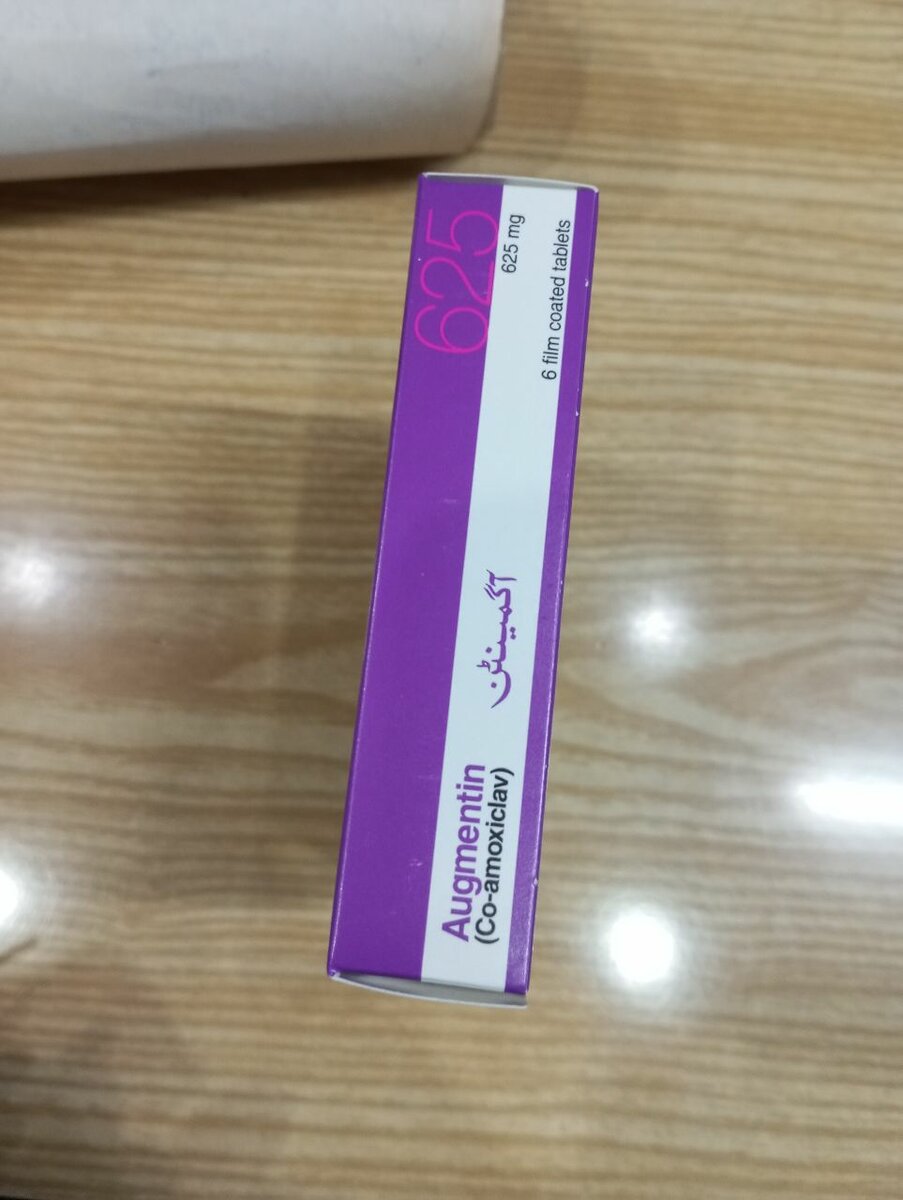 625
625 mg
6 film coated tablets
آگمینٹن
Augmentin
(Co-amoxiclav)